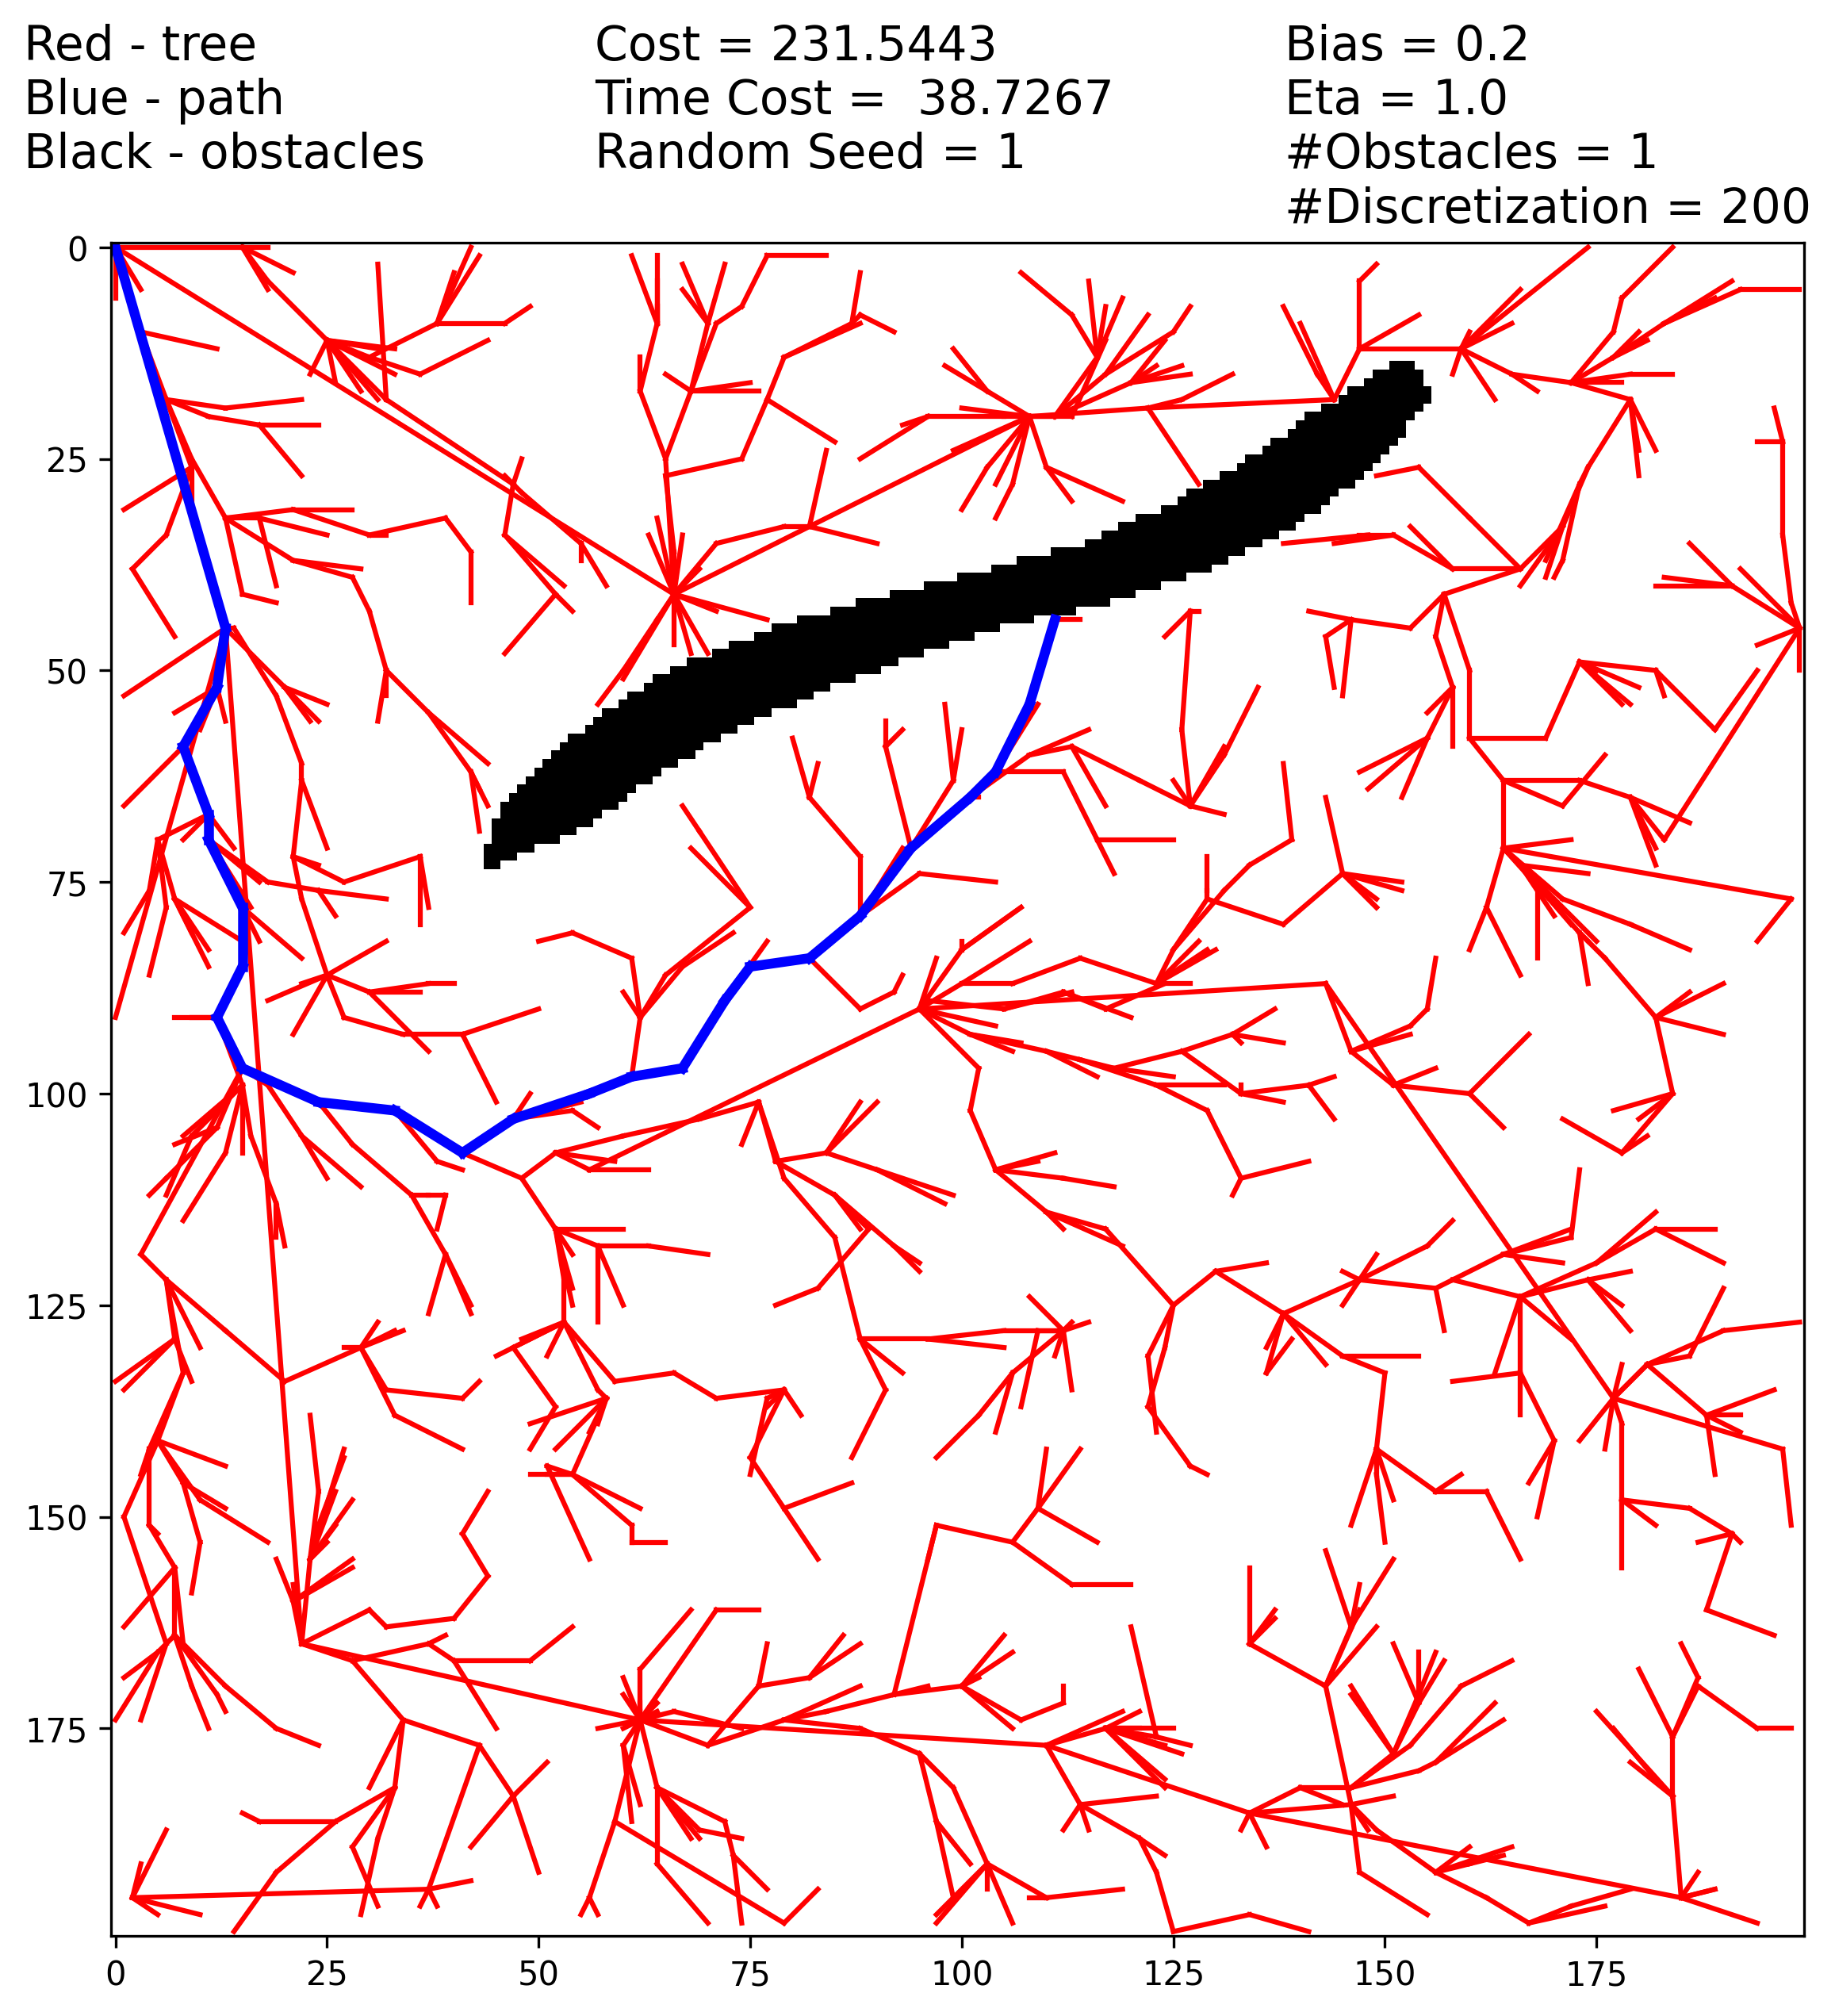 Red - tree
Blue - path
Black - obstacles
Cost = 231.5443
Time Cost =  38.7267
Random Seed = 1
Bias = 0.2
Eta = 1.0
#Obstacles = 1
#Discretization = 200
0
25
50
75
100
125
150
175
0 25 50 75 100 125 150 175